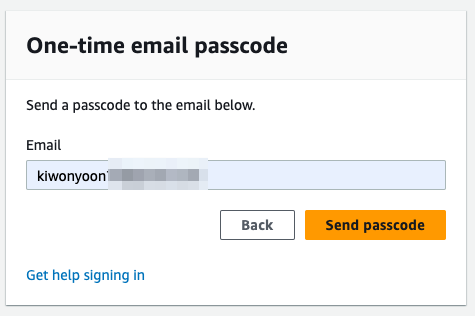 One-time email passcode
Send a passcode to the email below.
Email
kiwonyoon
Back
Send passcode
Get help signing in